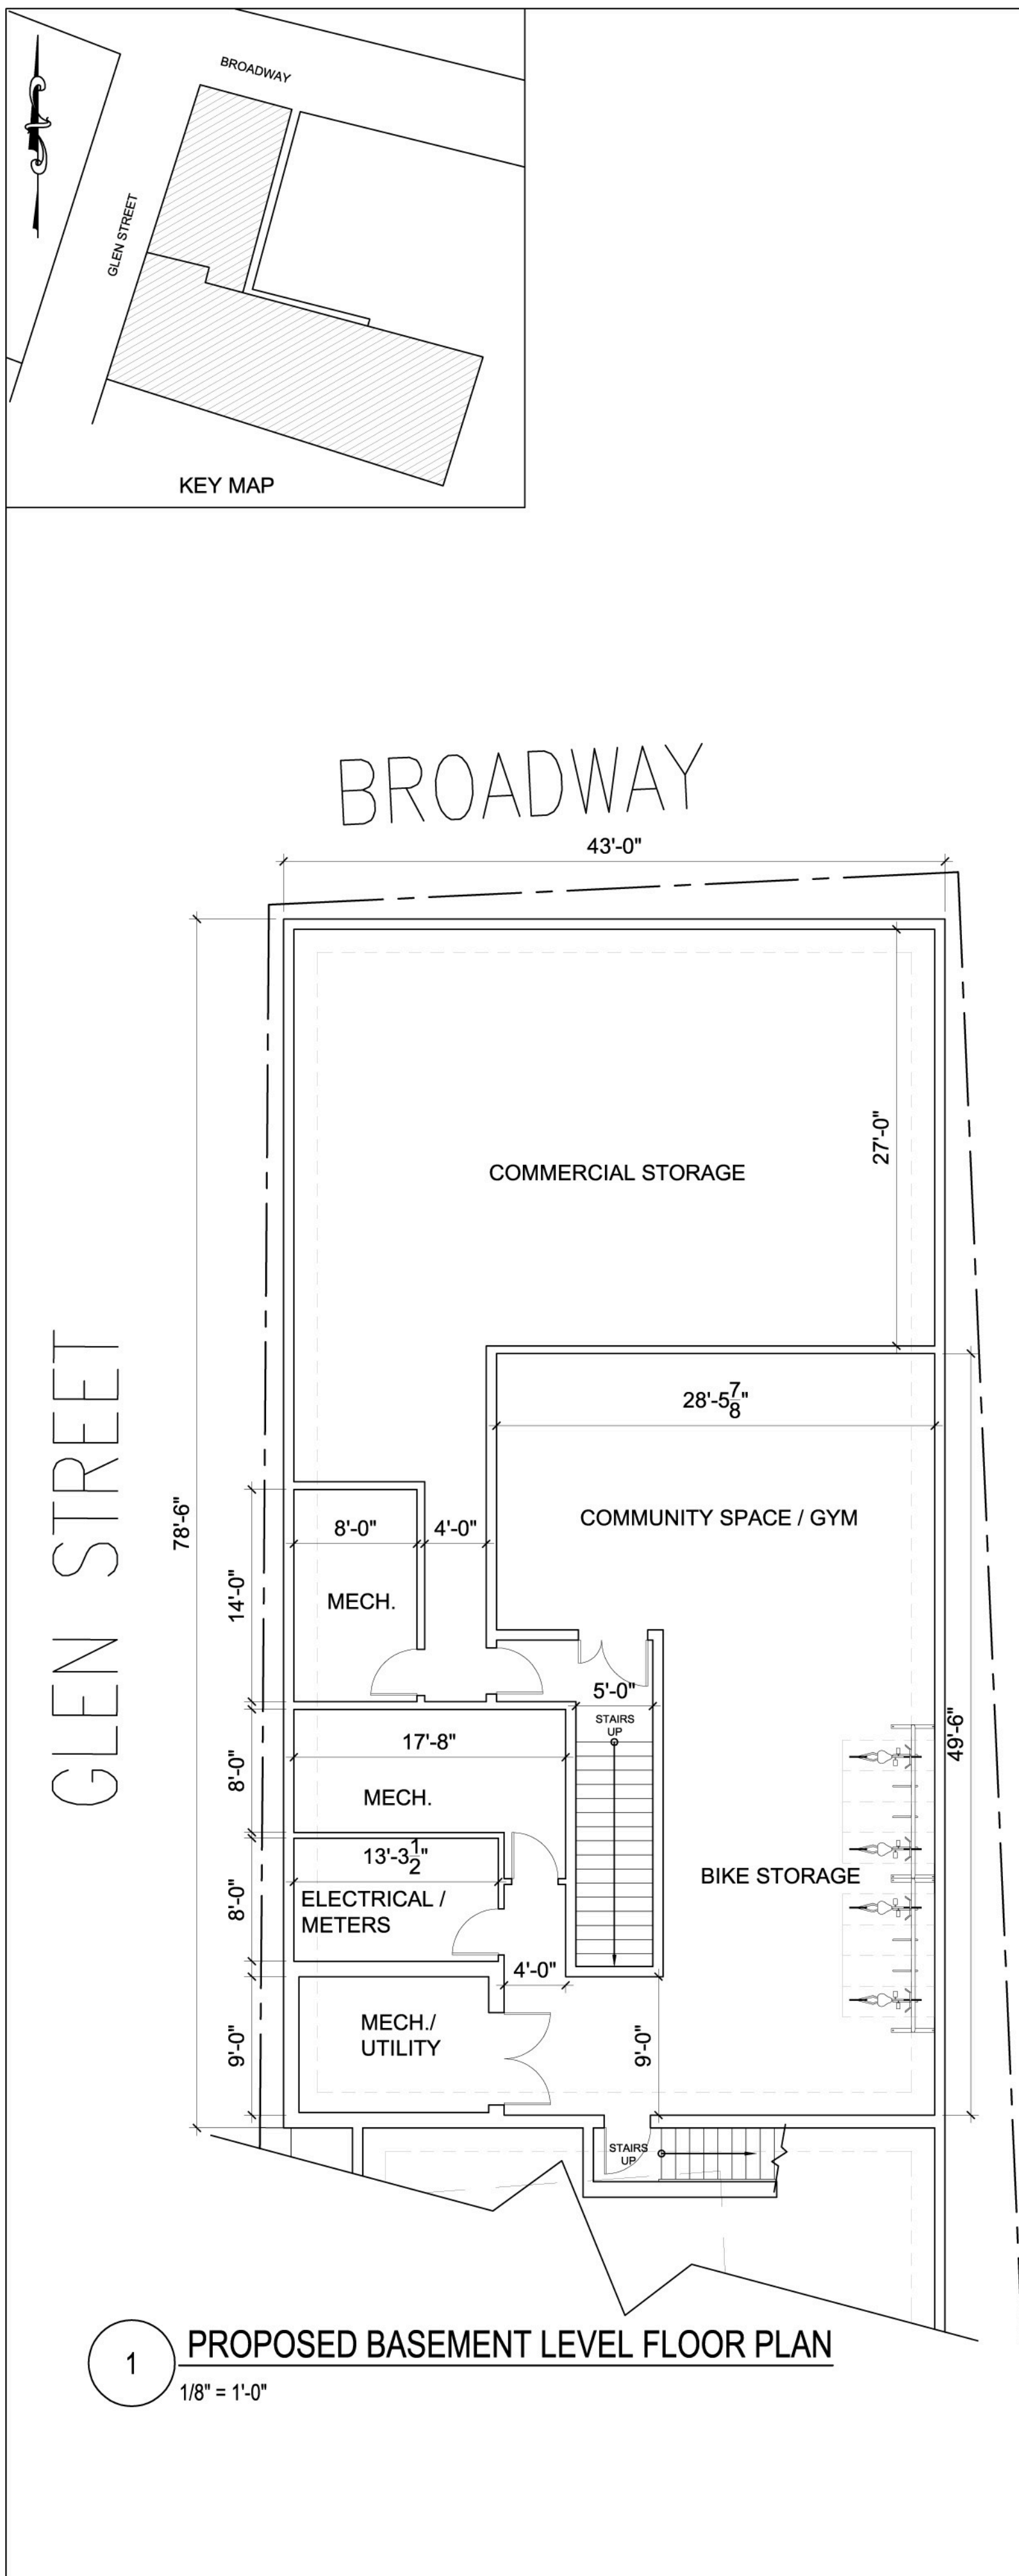 BROADWAY
GLEN STREET
KEY MAP
BROADWAY
43'-0"
27'-0"
COMMERCIAL STORAGE
GLEN STREET
78'-6"
28'-5 7/8"
COMMUNITY SPACE / GYM
8'-0"
4'-0"
14'-0"
MECH.
5'-0"
STAIRS
UP
49'-6"
17'-8"
8'-0"
MECH.
13'-3 1/2"
BIKE STORAGE
8'-0"
ELECTRICAL /
METERS
4'-0"
MECH./
UTILITY
9'-0"
9'-0"
STAIRS
UP
1
PROPOSED BASEMENT LEVEL FLOOR PLAN
1/8" = 1'-0"